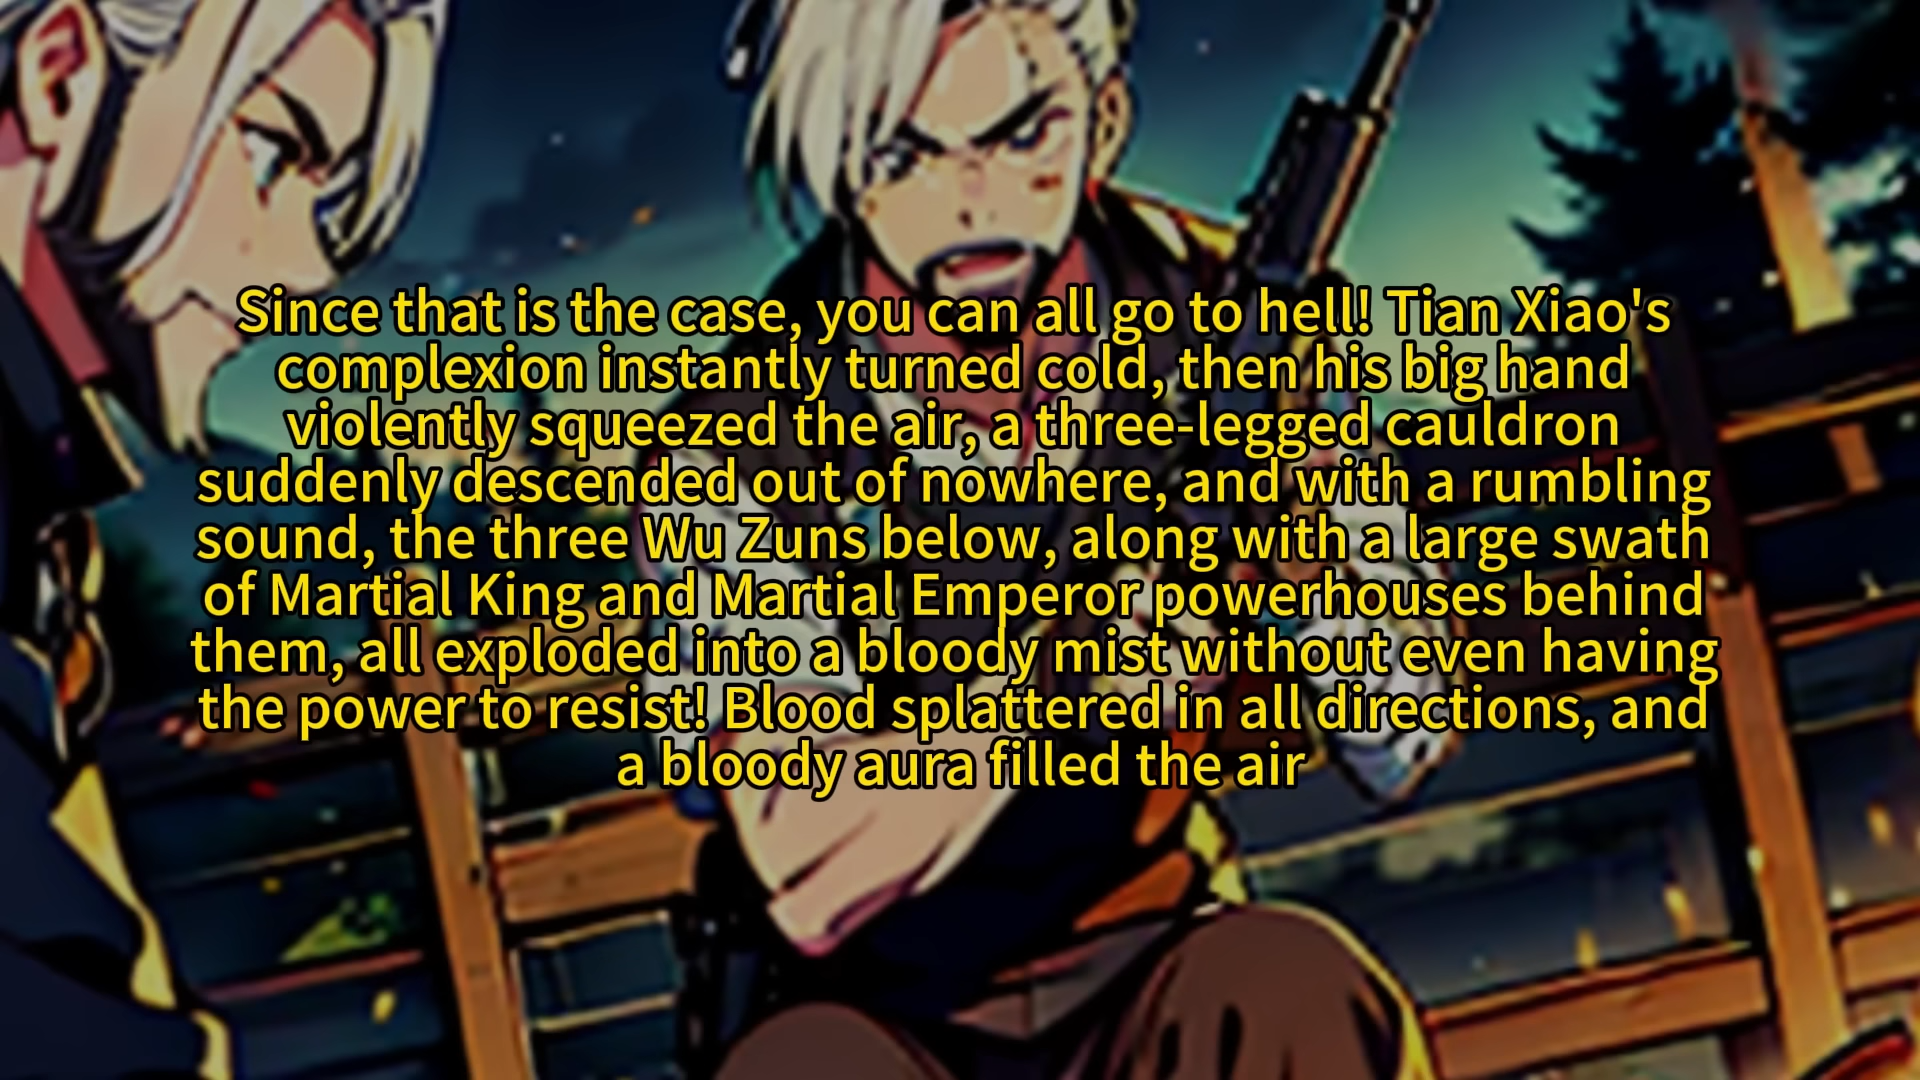 Since that is the case, you can all go to hell! Tian Xiao's
complexion instantly turned cold, then his big hand
violently squeezed the air, a three-legged cauldron
suddenly descended out of nowhere, and with a rumbling
sound, the three Wu Zuns below, along with a large swath
of Martial King and Martial Emperor powerhouses behind
them, all exploded into a bloody mist without even having
the power to resist! Blood splattered in all directions, and
a bloody aura filled the air